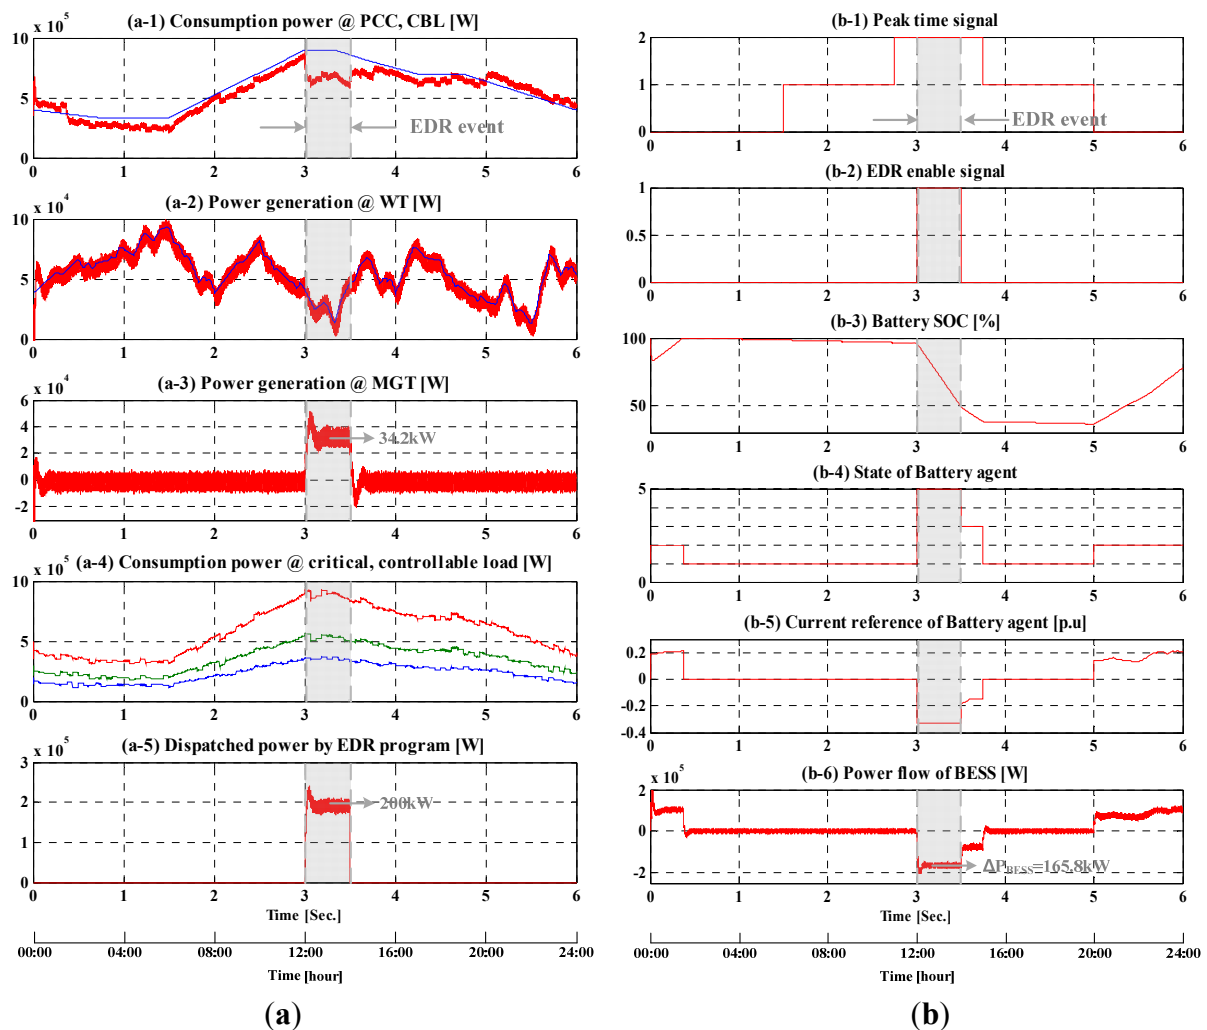 (a-1) Consumption power @ PCC, CBL [W]
x 10^5
10
5
0
EDR event
0 1 2 3 4 5 6
(a-2) Power generation @ WT [W]
x 10^4
10
5
0
0 1 2 3 4 5 6
(a-3) Power generation @ MGT [W]
x 10^4
6
4
2
0
-2
34.2kW
0 1 2 3 4 5 6
(a-4) Consumption power @ critical, controllable load [W]
x 10^5
10
5
0
0 1 2 3 4 5 6
(a-5) Dispatched power by EDR program [W]
x 10^5
3
2
1
0
200kW
0 1 2 3 4 5 6
Time [Sec.]
00:00 04:00 08:00 12:00 16:00 20:00 24:00
Time [hour]
(a)
(b-1) Peak time signal
2
1
0
EDR event
0 1 2 3 4 5 6
(b-2) EDR enable signal
1
0.5
0
0 1 2 3 4 5 6
(b-3) Battery SOC [%]
100
50
0 1 2 3 4 5 6
(b-4) State of Battery agent
5
0
0 1 2 3 4 5 6
(b-5) Current reference of Battery agent [p.u]
0.2
0
-0.2
-0.4
0 1 2 3 4 5 6
(b-6) Power flow of BESS [W]
x 10^5
2
0
-2
ΔP_BESS=165.8kW
0 1 2 3 4 5 6
Time [Sec.]
00:00 04:00 08:00 12:00 16:00 20:00 24:00
Time [hour]
(b)